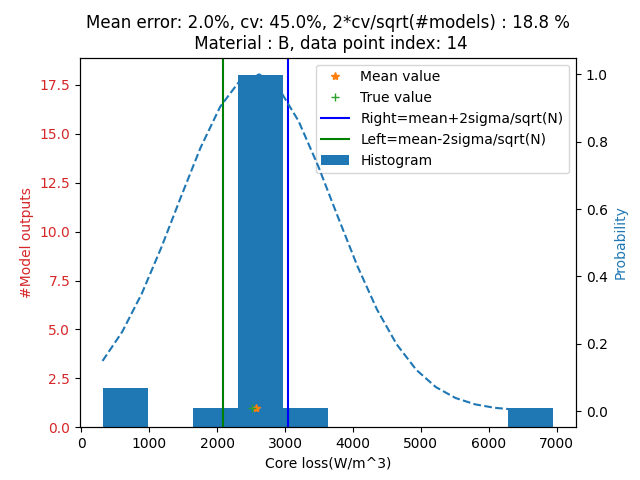 Mean error: 2.0%, cv: 45.0%, 2*cv/sqrt(#models) : 18.8 %
Material : B, data point index: 14
Mean value
True value
Right=mean+2sigma/sqrt(N)
Left=mean-2sigma/sqrt(N)
Histogram
#Model outputs
17.5
15.0
12.5
10.0
7.5
5.0
2.5
0.0
1.0
0.8
0.6
0.4
0.2
0.0
Probability
0 1000 2000 3000 4000 5000 6000 7000
Core loss(W/m^3)